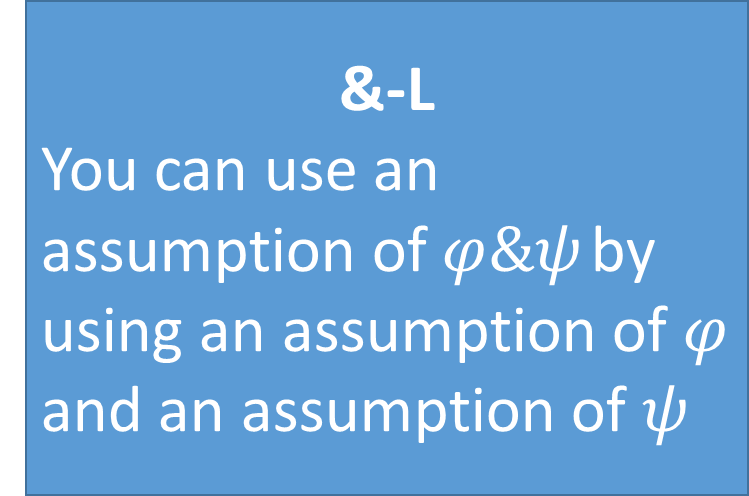 &-L
You can use an
assumption of 𝜑&𝜓 by
using an assumption of 𝜑
and an assumption of 𝜓